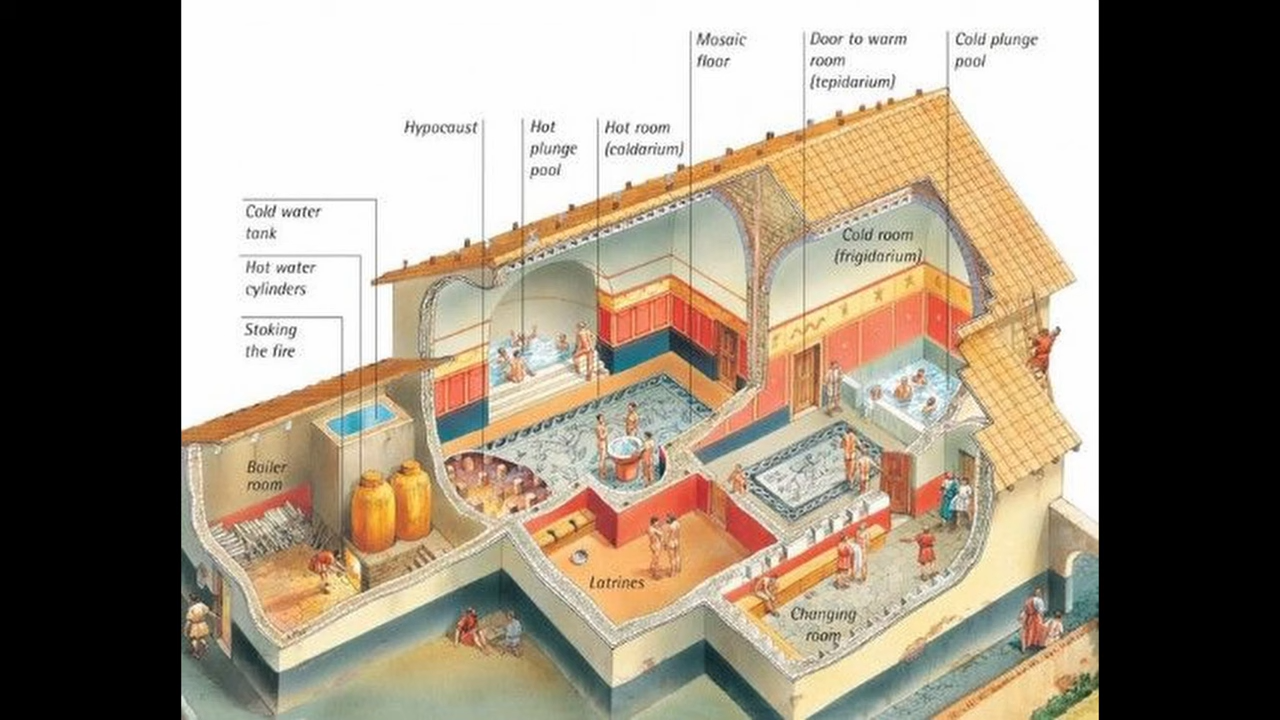 Mosaic
floor
Door to warm
room
(tepidarium)
Cold plunge
pool
Hypocaust
Hot
plunge
pool
Hot room
(caldarium)
Cold water
tank
Hot water
cylinders
Stoking
the fire
Cold room
(frigidarium)
Boiler
room
Latrines
Changing
room